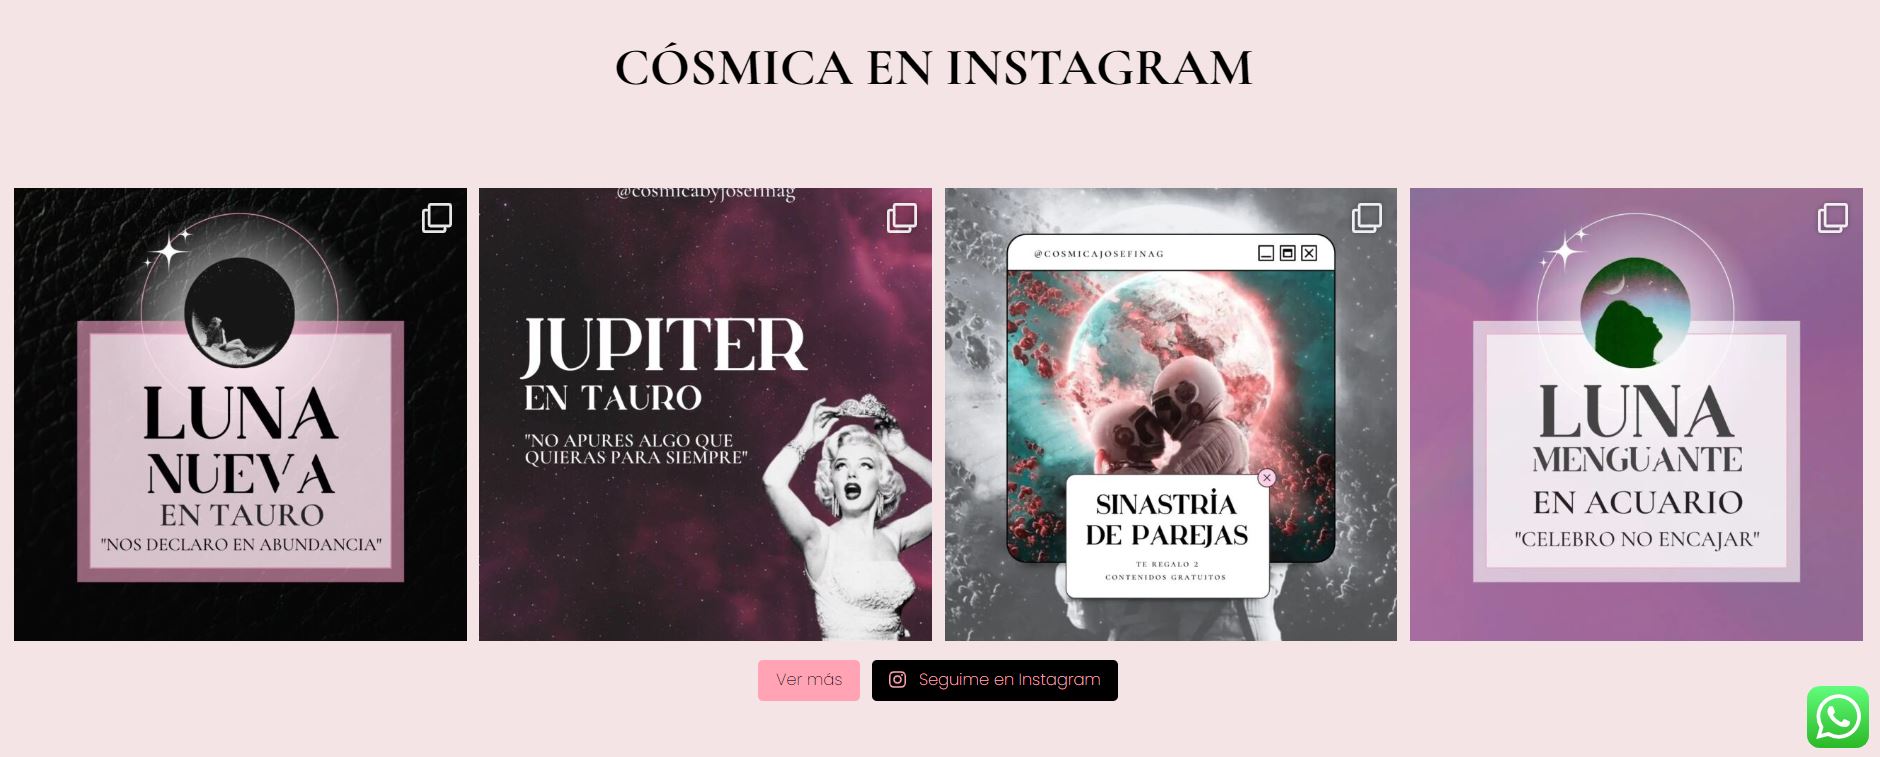 CÓSMICA EN INSTAGRAM
LUNA
NUEVA
EN TAURO
"NOS DECLARO EN ABUNDANCIA"
@cosmicabyjosefinag
JUPITER
EN TAURO
"NO APURES ALGO QUE
QUIERAS PARA SIEMPRE"
@COSMICAJOSEFINAG
SINASTRİA
DE PAREJAS
TE REGALO 2
CONTENIDOS GRATUITOS
LUNA
MENGUANTE
EN ACUARIO
"CELEBRO NO ENCAJAR"
Ver más
Seguime en Instagram